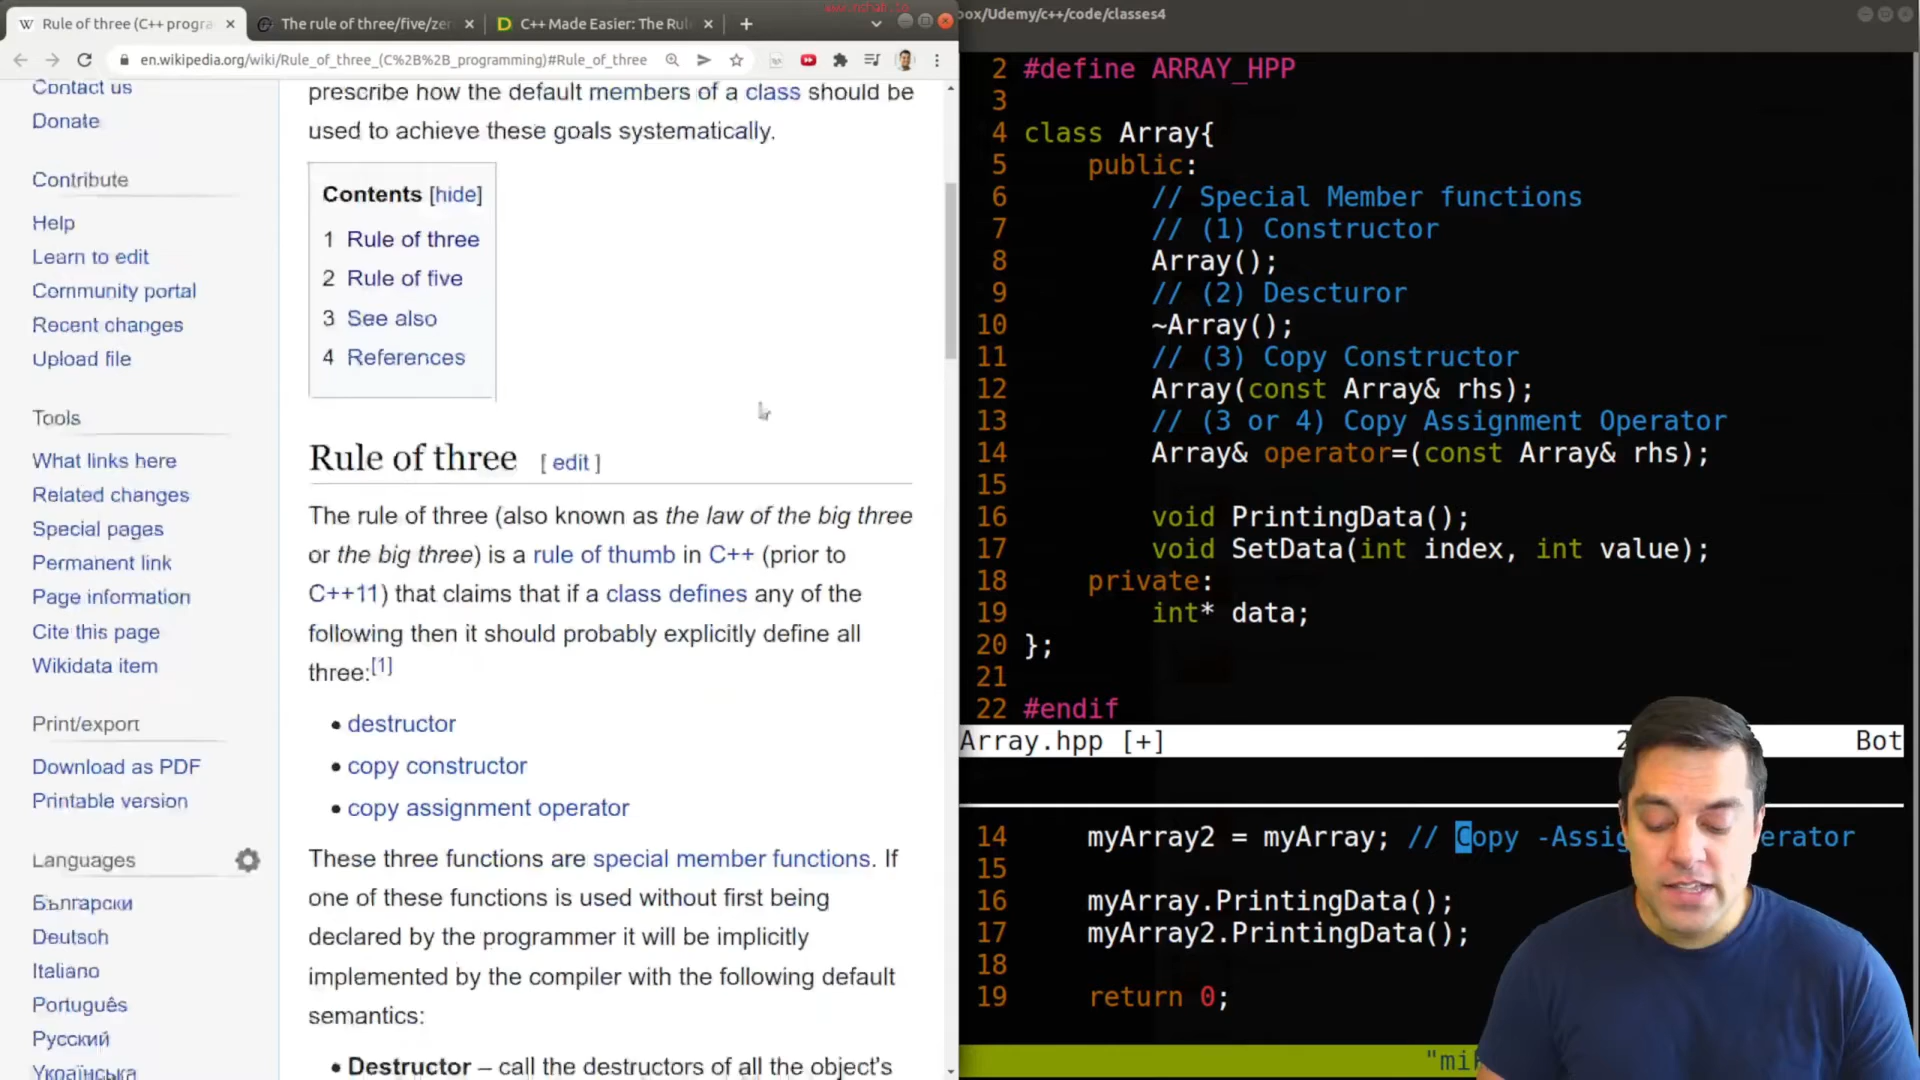 Rule of three (C++ progra
The rule of three/five/ze
C++ Made Easier: The Rul
en.wikipedia.org/wiki/Rule_of_three_(C%2B%2B_programming)#Rule_of_three
Contact us
Donate
Contribute
Help
Learn to edit
Community portal
Recent changes
Upload file
Tools
What links here
Related changes
Special pages
Permanent link
Page information
Cite this page
Wikidata item
Print/export
Download as PDF
Printable version
Languages
Български
Deutsch
Italiano
Português
Русский
Українська
prescribe how the default members of a class should be
used to achieve these goals systematically.
Contents [hide]
1 Rule of three
2 Rule of five
3 See also
4 References
Rule of three [ edit ]
The rule of three (also known as the law of the big three
or the big three) is a rule of thumb in C++ (prior to
C++11) that claims that if a class defines any of the
following then it should probably explicitly define all
three:[1]
• destructor
• copy constructor
• copy assignment operator
These three functions are special member functions. If
one of these functions is used without first being
declared by the programmer it will be implicitly
implemented by the compiler with the following default
semantics:
• Destructor – call the destructors of all the object's
box/Udemy/c++/code/classes4
2 #define ARRAY_HPP
3
4 class Array{
5 public:
6 // Special Member functions
7 // (1) Constructor
8 Array();
9 // (2) Descturor
10 ~Array();
11 // (3) Copy Constructor
12 Array(const Array& rhs);
13 // (3 or 4) Copy Assignment Operator
14 Array& operator=(const Array& rhs);
15
16 void PrintingData();
17 void SetData(int index, int value);
18 private:
19 int* data;
20 };
21
22 #endif
Array.hpp [+] 2 Bot
14 myArray2 = myArray; // Copy -Assig erator
15
16 myArray.PrintingData();
17 myArray2.PrintingData();
18
19 return 0;
"mi